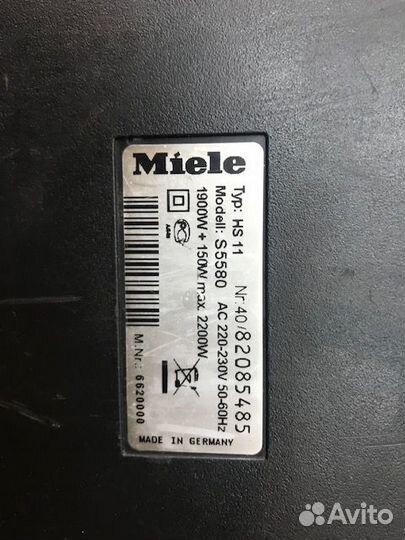 Miele
Typ: HS 11 Nr:40/82085485
Modell: S5580 AC 220-230V 50-60Hz
1900W + 150W max. 2200W
M.Nr.: 6620000
MADE IN GERMANY
Avito